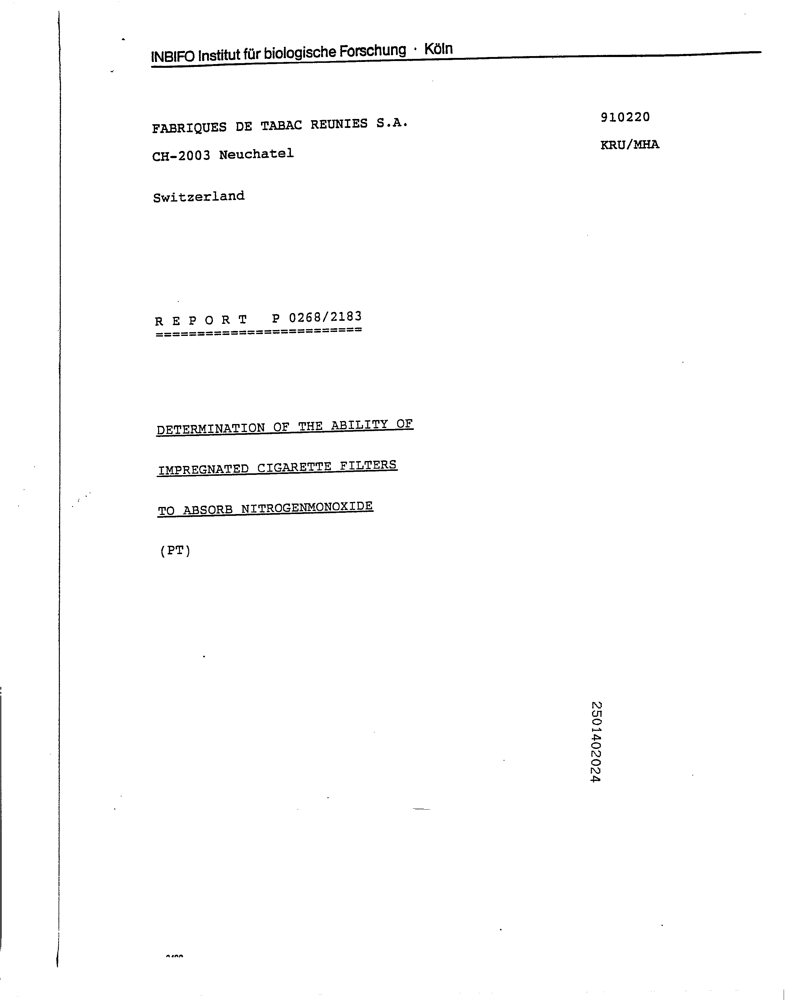 INBIFO Institut für biologische Forschung · Köln
FABRIQUES DE TABAC REUNIES S.A.
910220
CH-2003 Neuchatel
KRU/MHA
Switzerland
R E P O R T P 0268/2183
=========================
DETERMINATION OF THE ABILITY OF
IMPREGNATED CIGARETTE FILTERS
TO ABSORB NITROGENMONOXIDE
(PT)
2501402024